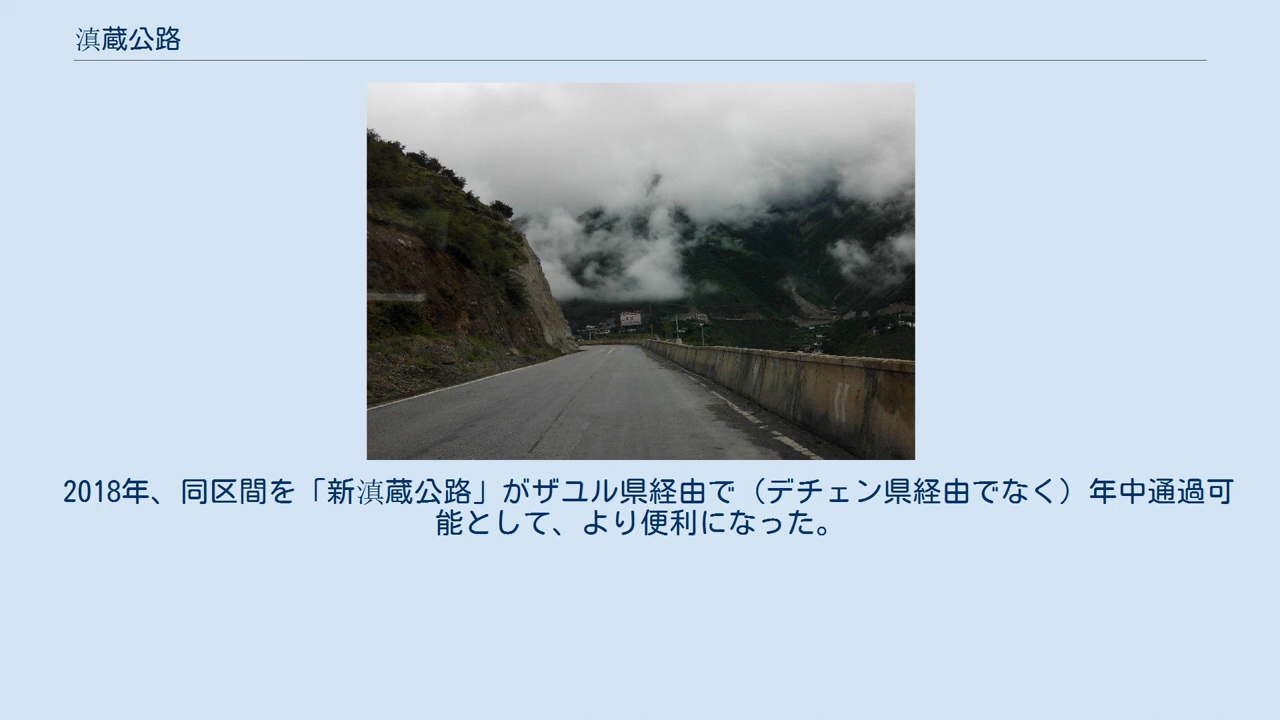 滇蔵公路
2018年、同区間を「新滇蔵公路」がザユル県経由で（デチェン県経由でなく）年中通過可
能として、より便利になった。